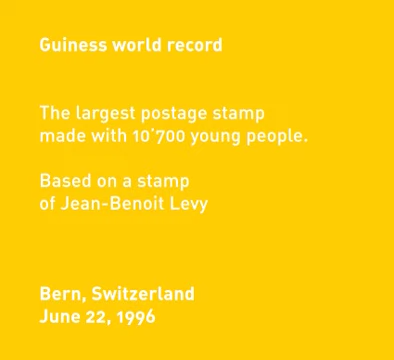 Guiness world record
The largest postage stamp
made with 10'700 young people.
Based on a stamp
of Jean-Benoit Levy
Bern, Switzerland
June 22, 1996